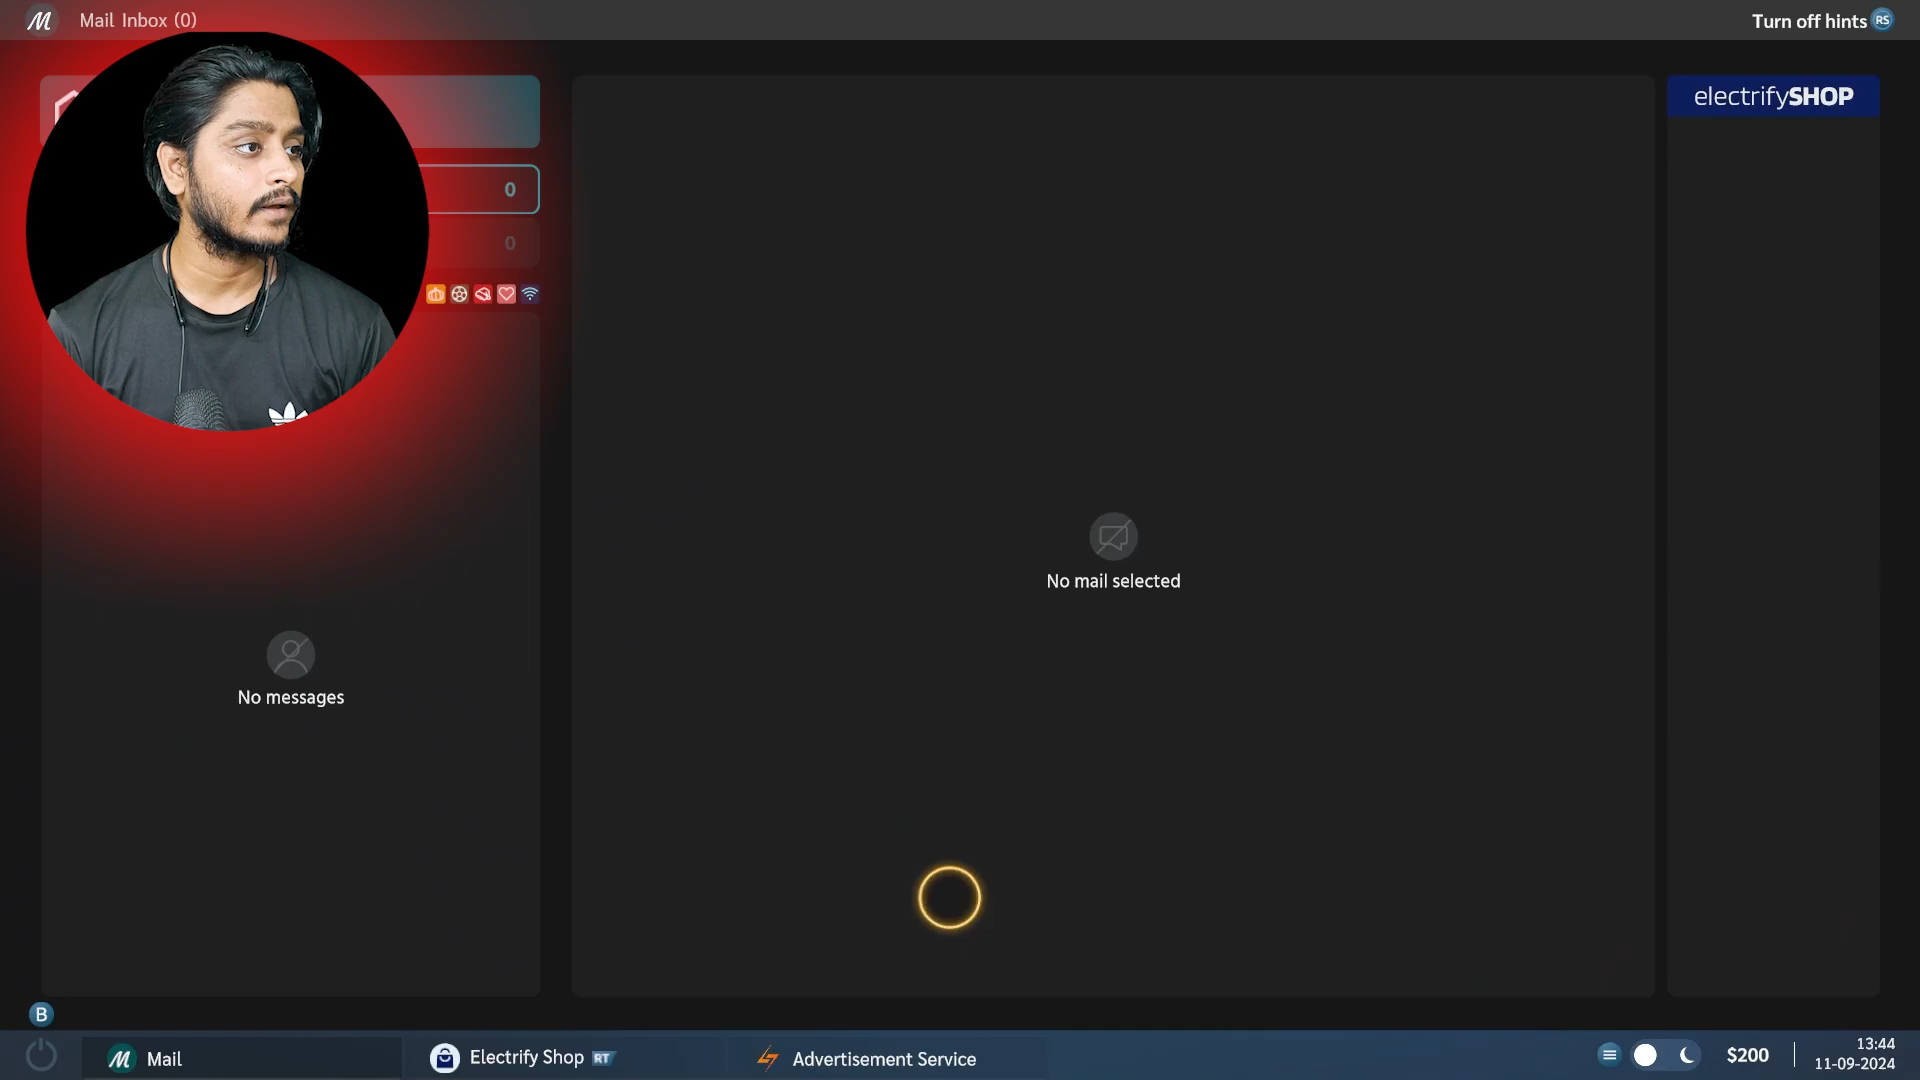 M Mail Inbox (0)
Turn off hints RS
electrifySHOP
0
0
No mail selected
No messages
B
M Mail
Electrify Shop RT
Advertisement Service
$200
13:44
11-09-2024